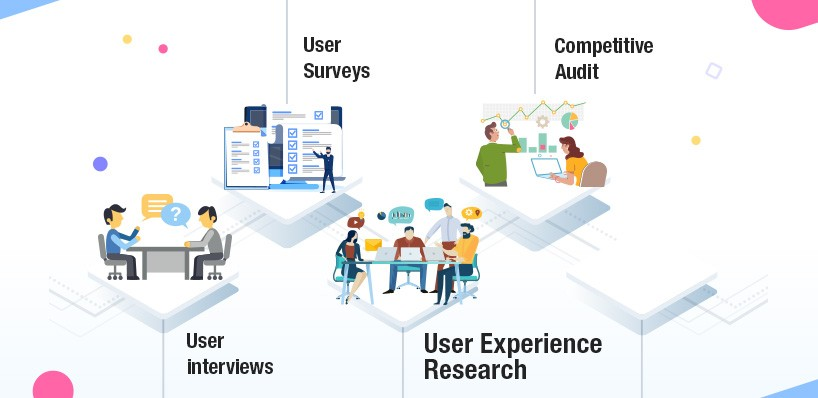 User
Surveys
Competitive
Audit
?
User
interviews
User Experience
Research